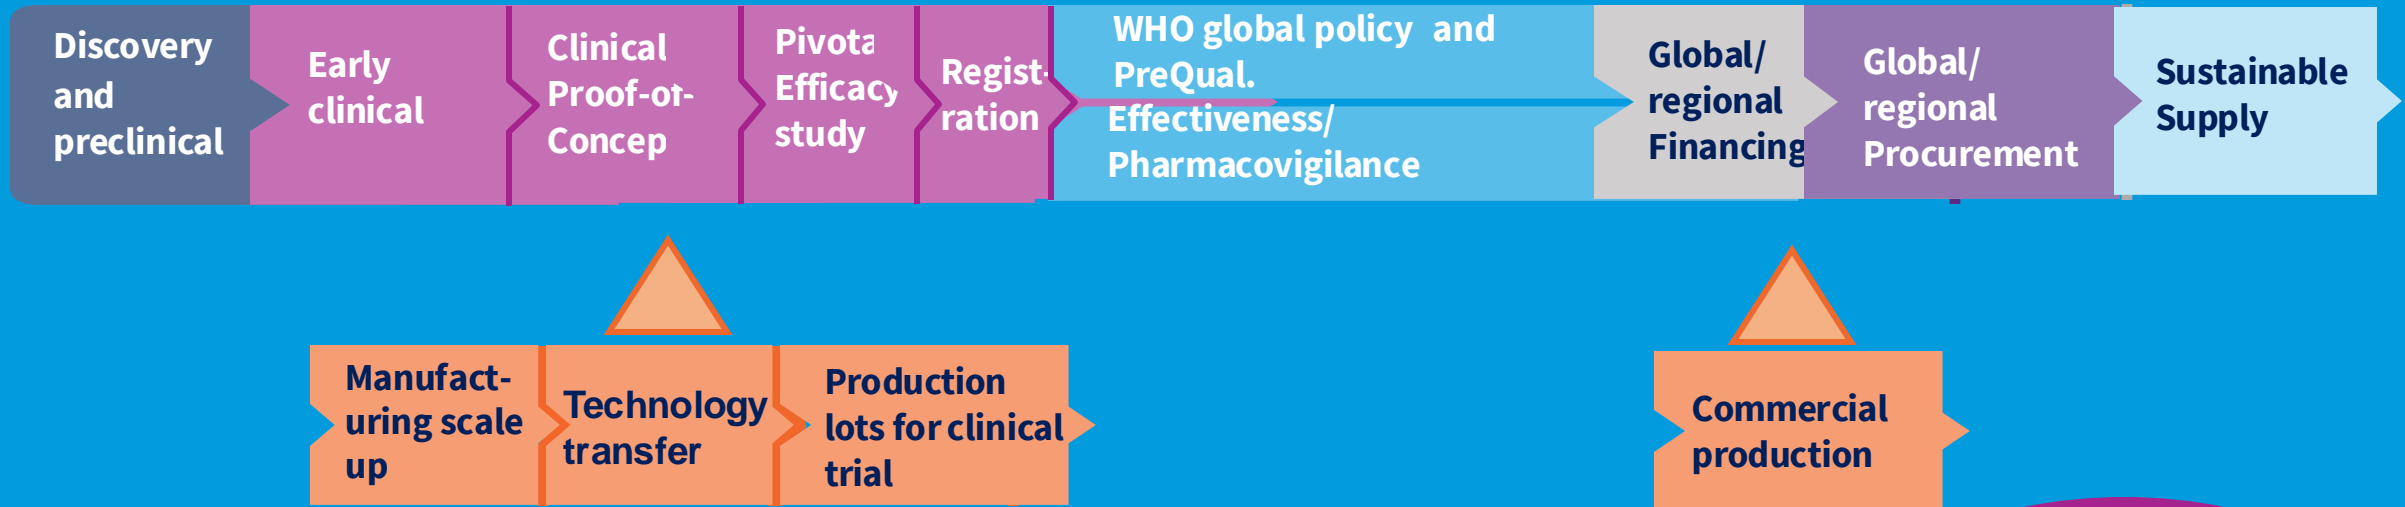 Discovery
and
preclinical
Early
clinical
Clinical
Proof-of-
Concep
Pivota
Efficacy
study
Regist-
ration
WHO global policy and
PreQual.
Effectiveness/
Pharmacovigilance
Global/
regional
Financing
Global/
regional
Procurement
Sustainable
Supply
Manufact-
uring scale
up
Technology
transfer
Production
lots for clinical
trial
Commercial
production